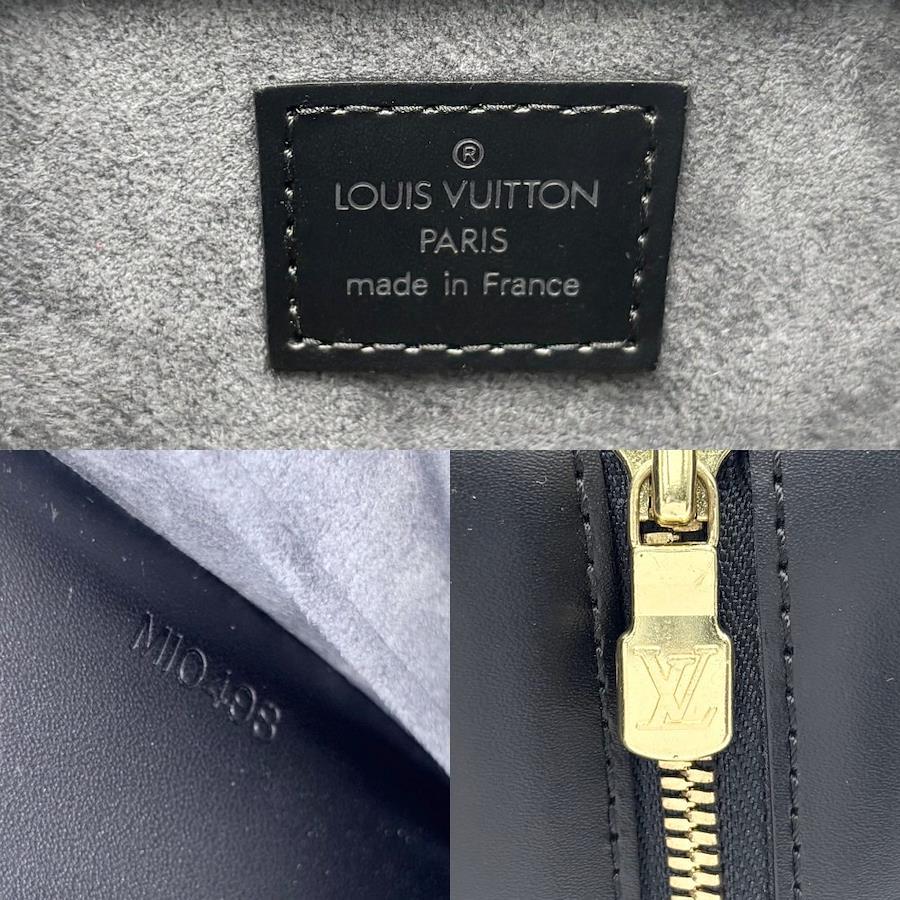 ®
LOUIS VUITTON
PARIS
made in France
MI0498
LV